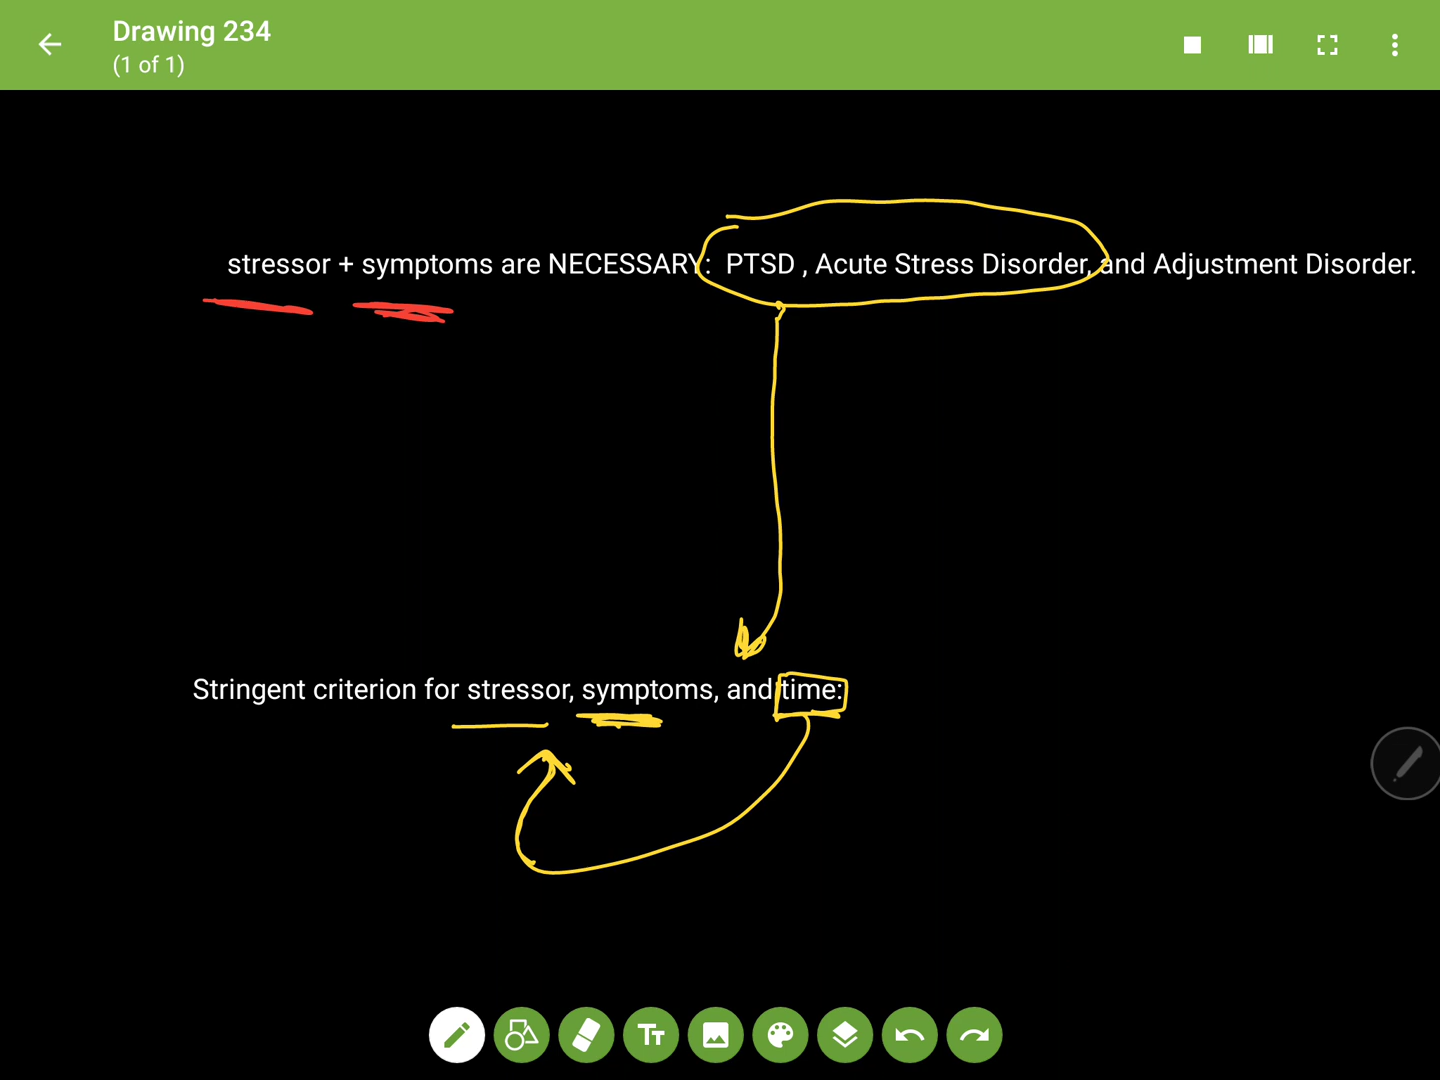 Drawing 234
(1 of 1)
stressor + symptoms are NECESSARY: PTSD , Acute Stress Disorder, and Adjustment Disorder.
Stringent criterion for stressor, symptoms, and time:
Tt